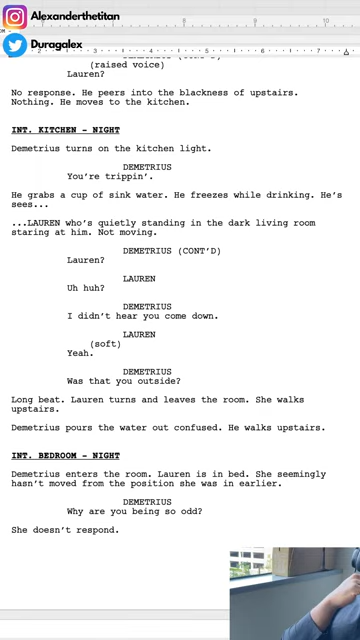 Alexanderthetitan
Duragalex
(raised voice)
Lauren?
No response. He peers into the blackness of upstairs.
Nothing. He moves to the kitchen.
INT. KITCHEN - NIGHT
Demetrius turns on the kitchen light.
DEMETRIUS
You're trippin'.
He grabs a cup of sink water. He freezes while drinking. He's
sees...
...LAUREN who's quietly standing in the dark living room
staring at him. Not moving.
DEMETRIUS (CONT'D)
Lauren?
LAUREN
Uh huh?
DEMETRIUS
I didn't hear you come down.
LAUREN
(soft)
Yeah.
DEMETRIUS
Was that you outside?
Long beat. Lauren turns and leaves the room. She walks
upstairs.
Demetrius pours the water out confused. He walks upstairs.
INT. BEDROOM - NIGHT
Demetrius enters the room. Lauren is in bed. She seemingly
hasn't moved from the position she was in earlier.
DEMETRIUS
Why are you being so odd?
She doesn't respond.